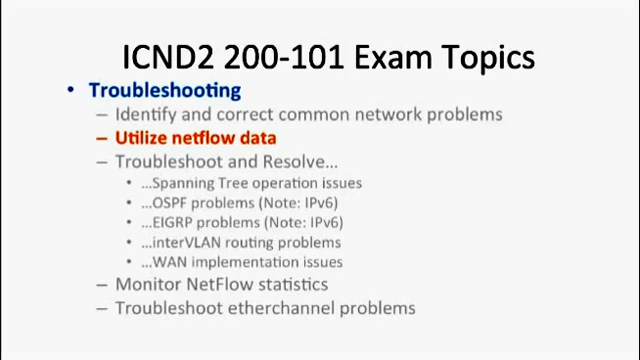 ICND2 200-101 Exam Topics
• Troubleshooting
– Identify and correct common network problems
– Utilize netflow data
– Troubleshoot and Resolve...
• ...Spanning Tree operation issues
• ...OSPF problems (Note: IPv6)
• ...EIGRP problems (Note: IPv6)
• ...interVLAN routing problems
• ...WAN implementation issues
– Monitor NetFlow statistics
– Troubleshoot etherchannel problems